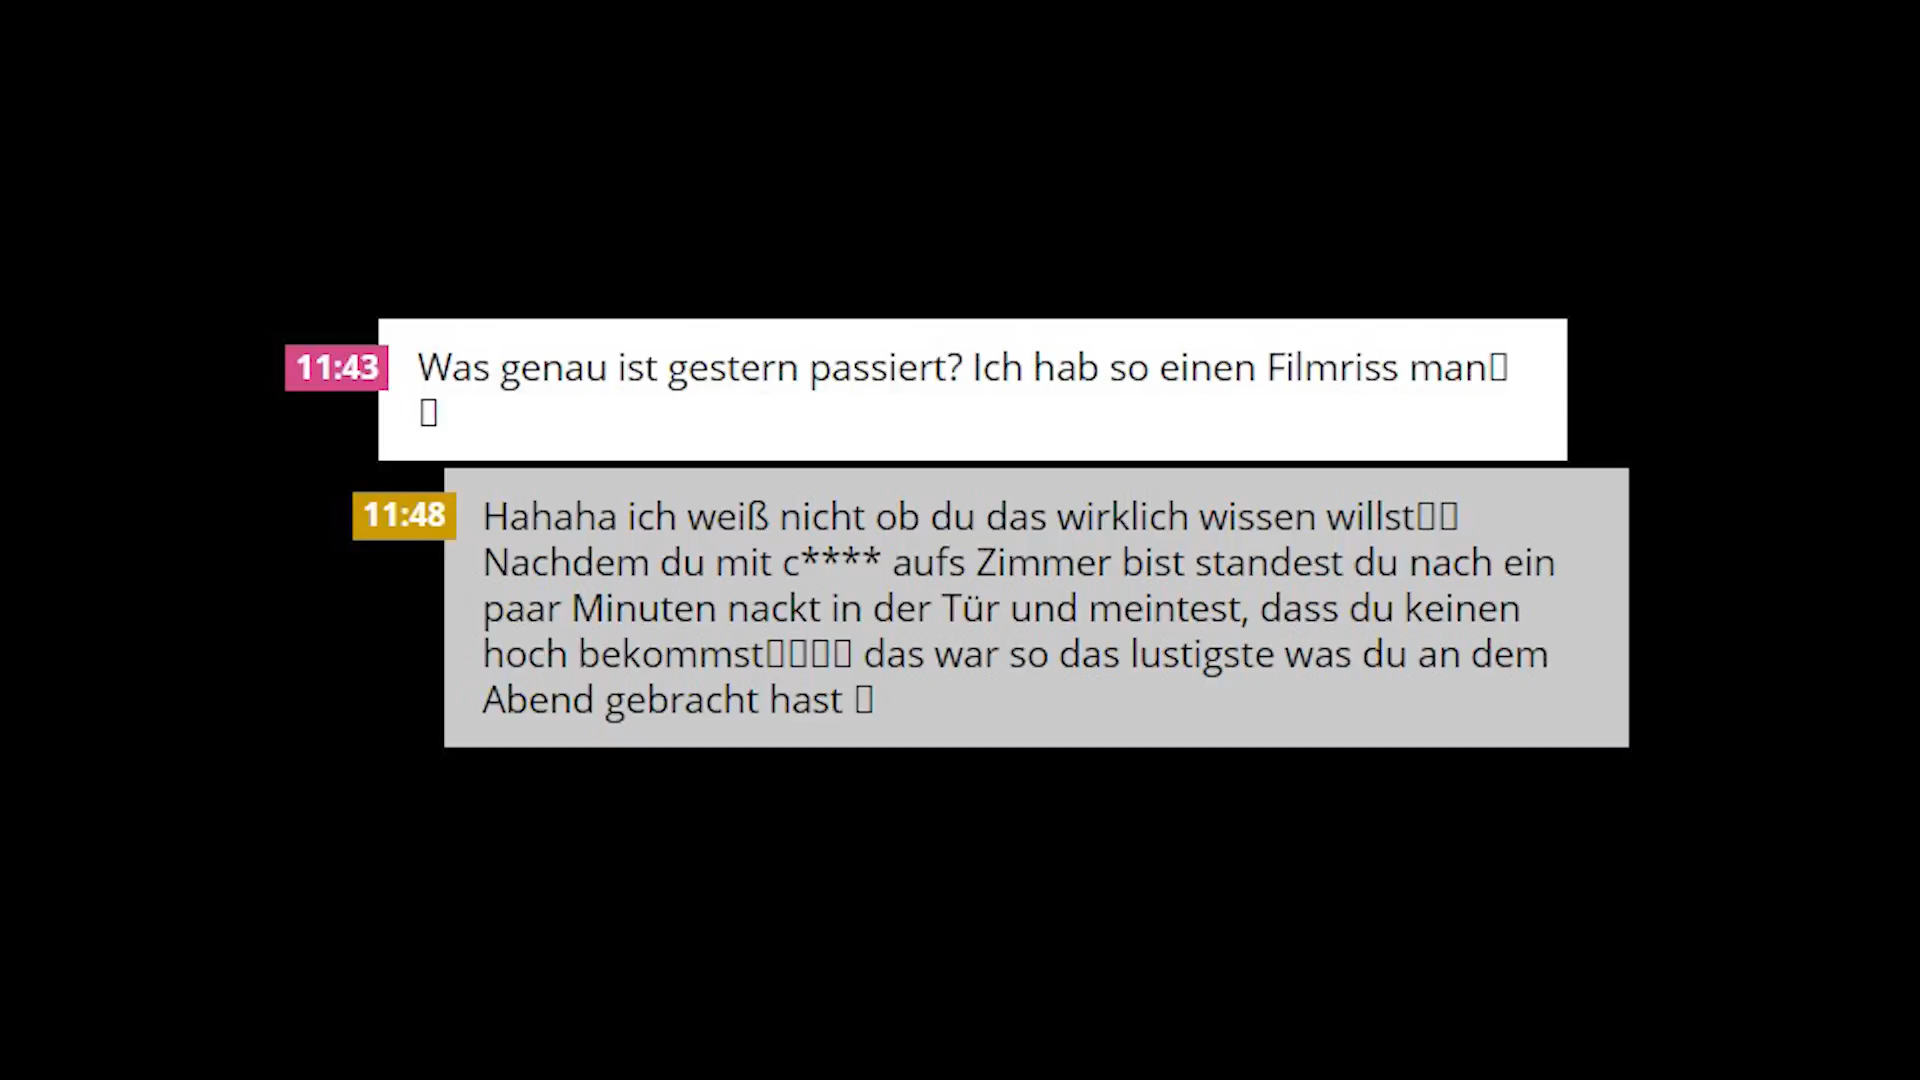 11:43 Was genau ist gestern passiert? Ich hab so einen Filmriss man▯
▯
11:48 Hahaha ich weiß nicht ob du das wirklich wissen willst▯▯
Nachdem du mit c**** aufs Zimmer bist standest du nach ein
paar Minuten nackt in der Tür und meintest, dass du keinen
hoch bekommst▯▯▯▯ das war so das lustigste was du an dem
Abend gebracht hast ▯